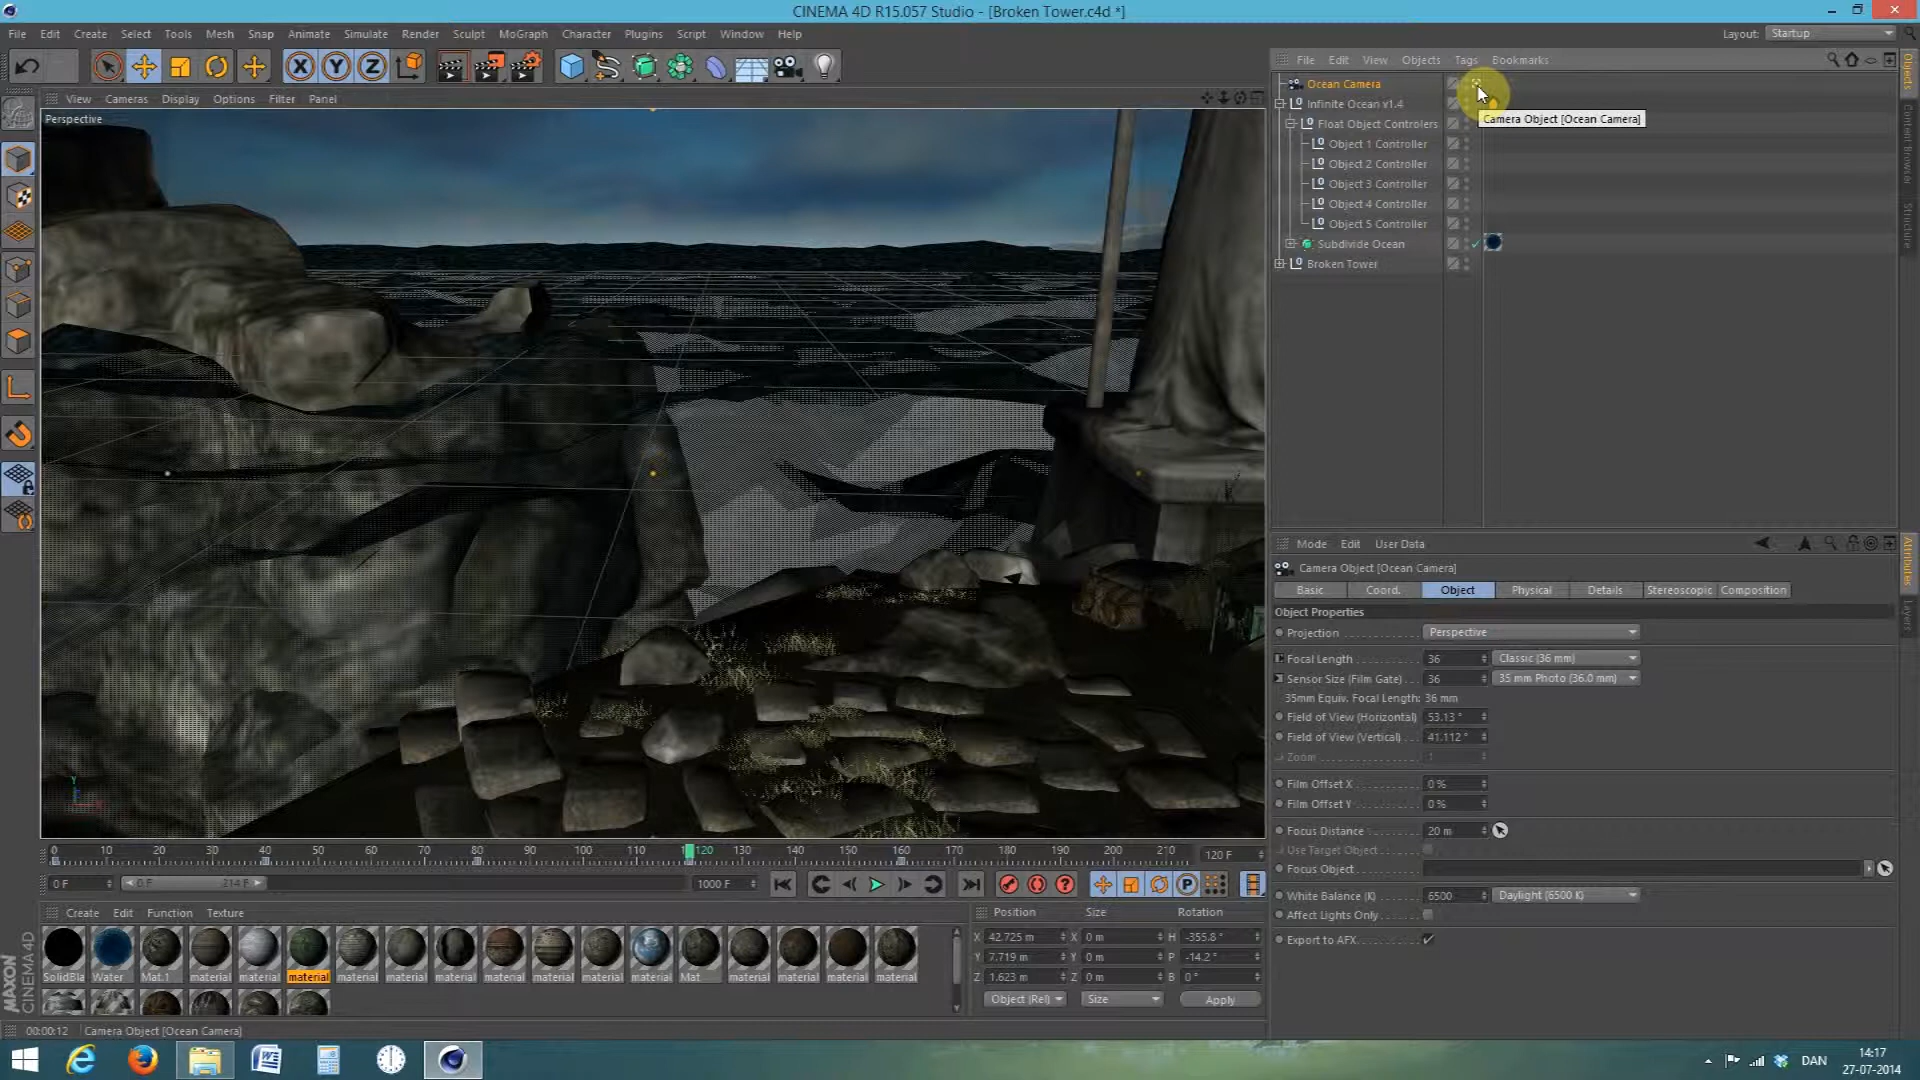 CINEMA 4D R15.057 Studio - [Broken Tower.c4d *]
File Edit Create Select Tools Mesh Snap Animate Simulate Render Sculpt MoGraph Character Plugins Script Window Help
Layout: Startup
X Y Z
File Edit View Objects Tags Bookmarks
View Cameras Display Options Filter Panel
Perspective
Ocean Camera
Infinite Ocean v1.4
Camera Object [Ocean Camera]
Float Object Controlers
Object 1 Controller
Object 2 Controller
Object 3 Controller
Object 4 Controller
Object 5 Controller
Subdivide Ocean
Broken Tower
Objects
Content Browser
Structure
Mode Edit User Data
Camera Object [Ocean Camera]
Basic Coord. Object Physical Details Stereoscopic Composition
Object Properties
Projection Perspective
Focal Length 36 Classic (36 mm)
Sensor Size (Film Gate) 36 35 mm Photo (36.0 mm)
35mm Equiv. Focal Length: 36 mm
Field of View (Horizontal) 53.13 °
Field of View (Vertical) 41.112 °
Zoom 1
Film Offset X 0 %
Film Offset Y 0 %
Focus Distance 20 m
Use Target Object
Focus Object
White Balance (K) 6500 Daylight (6500 K)
Affect Lights Only
Export to AFX
Attributes
Layers
Y
0 10 20 30 40 50 60 70 80 90 100 110 120 130 140 150 160 170 180 190 200 210
120 F
0 F 0 F 214 F 1000 F
P
Create Edit Function Texture
SolidBla Water Mat.1 material material material material material material material material material material Mat material material material material
Position Size Rotation
X 42.725 m X 0 m H -355.8 °
Y 7.719 m Y 0 m P -14.2 °
Z 1.623 m Z 0 m B 0 °
Object (Rel) Size Apply
MAXON
CINEMA 4D
00:00:12 Camera Object [Ocean Camera]
DAN
14:17
27-07-2014